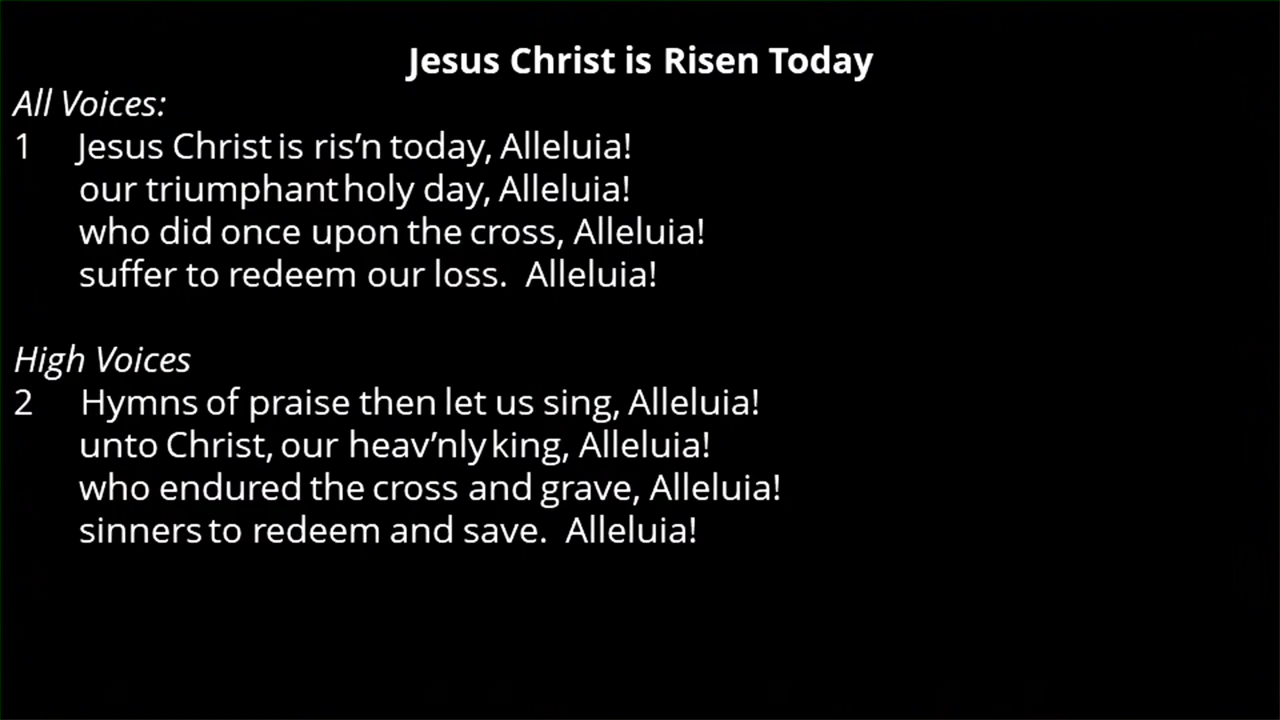 Jesus Christ is Risen Today
All Voices:
1 Jesus Christ is ris’n today, Alleluia!
our triumphant holy day, Alleluia!
who did once upon the cross, Alleluia!
suffer to redeem our loss. Alleluia!
High Voices
2 Hymns of praise then let us sing, Alleluia!
unto Christ, our heav’nly king, Alleluia!
who endured the cross and grave, Alleluia!
sinners to redeem and save. Alleluia!